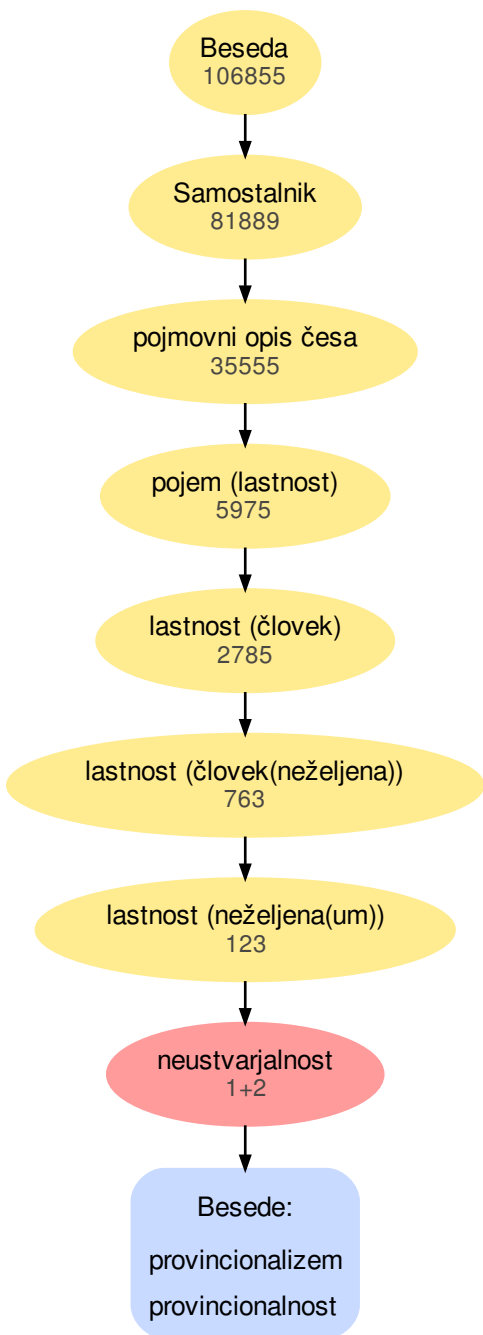 Beseda
106855
Samostalnik
81889
pojmovni opis česa
35555
pojem (lastnost)
5975
lastnost (človek)
2785
lastnost (človek(neželjena))
763
lastnost (neželjena(um))
123
neustvarjalnost
1+2
Besede:
provincionalizem
provincionalnost